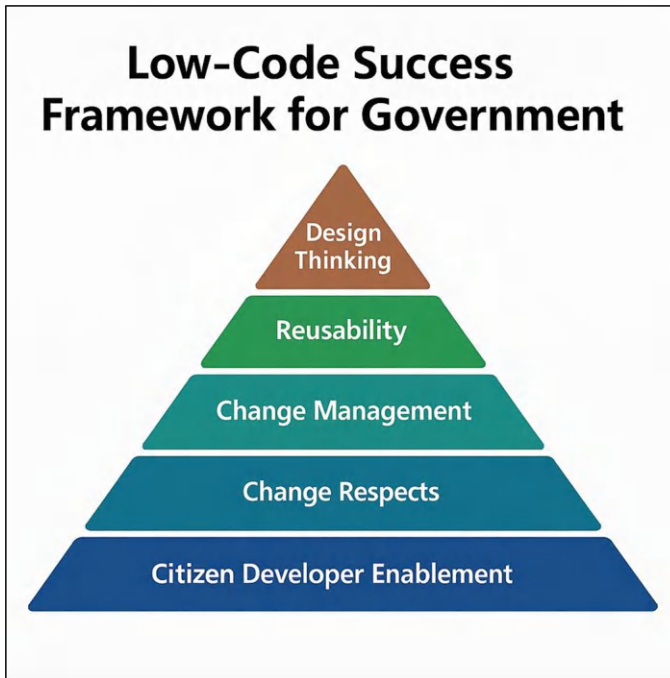 Low-Code Success
Framework for Government
Design
Thinking
Reusability
Change Management
Change Respects
Citizen Developer Enablement